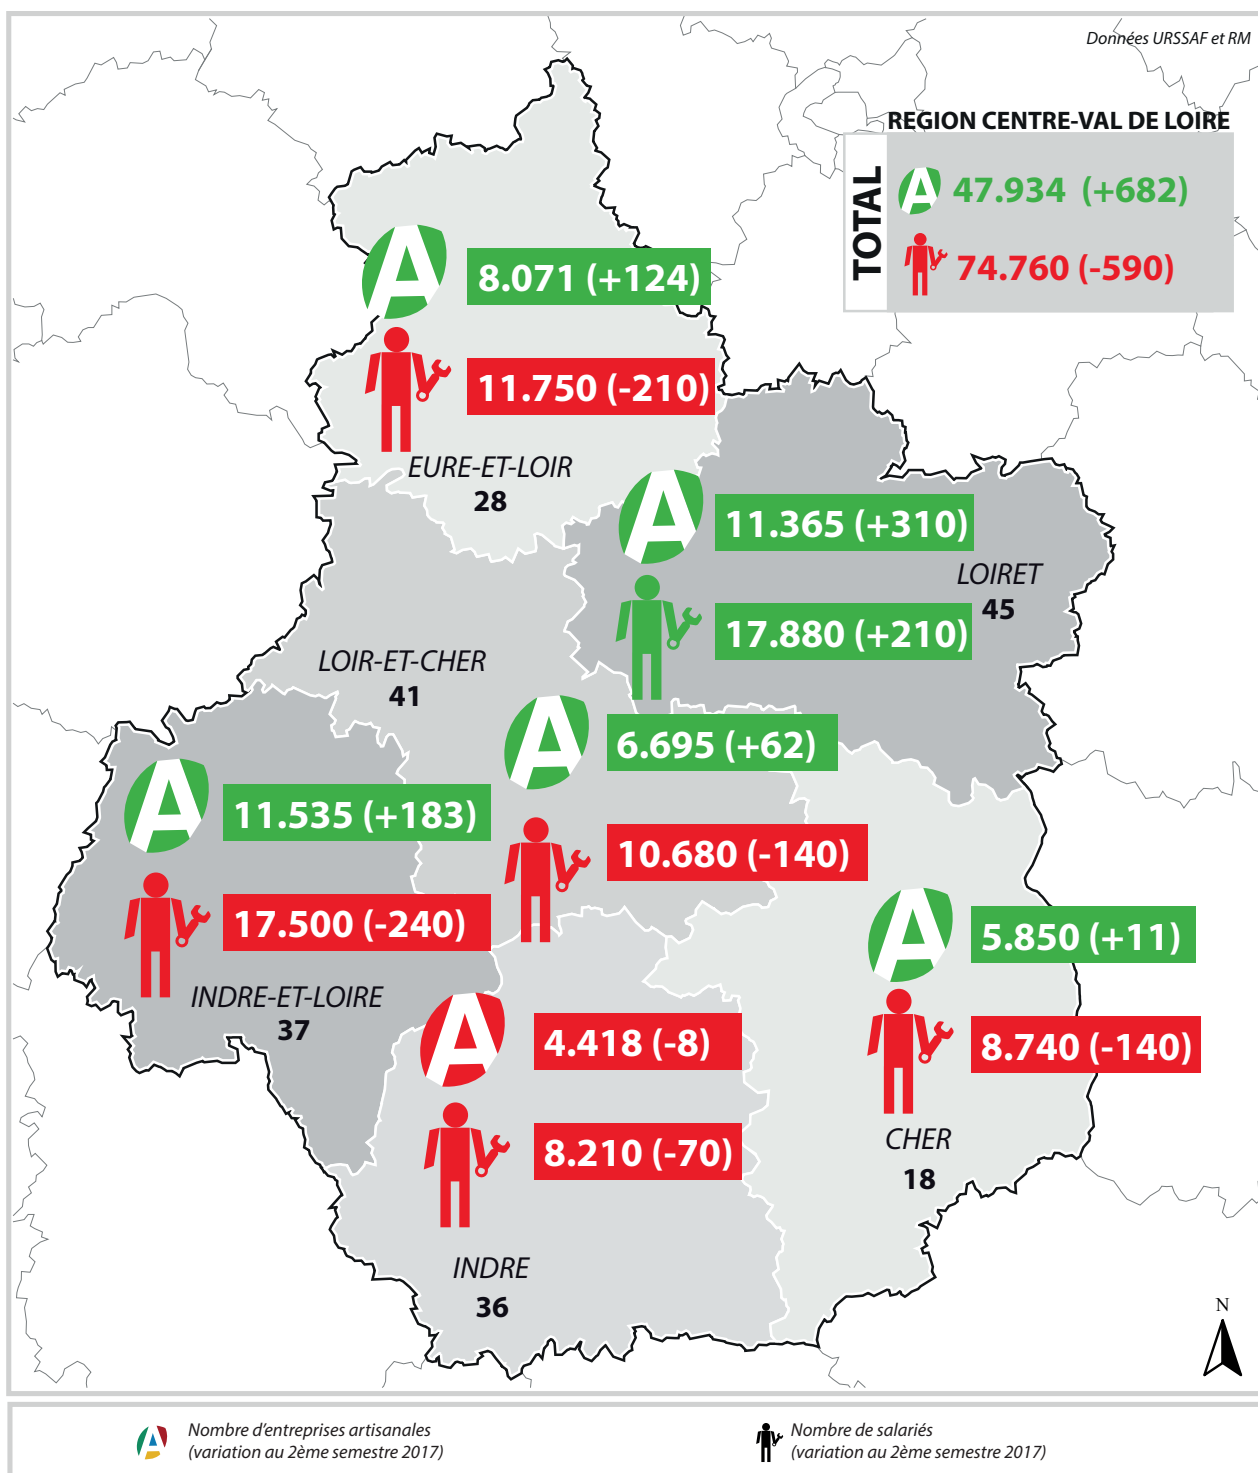 Données URSSAF et RM
REGION CENTRE-VAL DE LOIRE
TOTAL
A 47.934 (+682)
74.760 (-590)
A 8.071 (+124)
11.750 (-210)
EURE-ET-LOIR
28
A 11.365 (+310)
LOIRET
45
17.880 (+210)
LOIR-ET-CHER
41
A 6.695 (+62)
10.680 (-140)
A 11.535 (+183)
17.500 (-240)
INDRE-ET-LOIRE
37
A 5.850 (+11)
8.740 (-140)
CHER
18
A 4.418 (-8)
8.210 (-70)
INDRE
36
N
A Nombre d'entreprises artisanales
(variation au 2ème semestre 2017)
Nombre de salariés
(variation au 2ème semestre 2017)